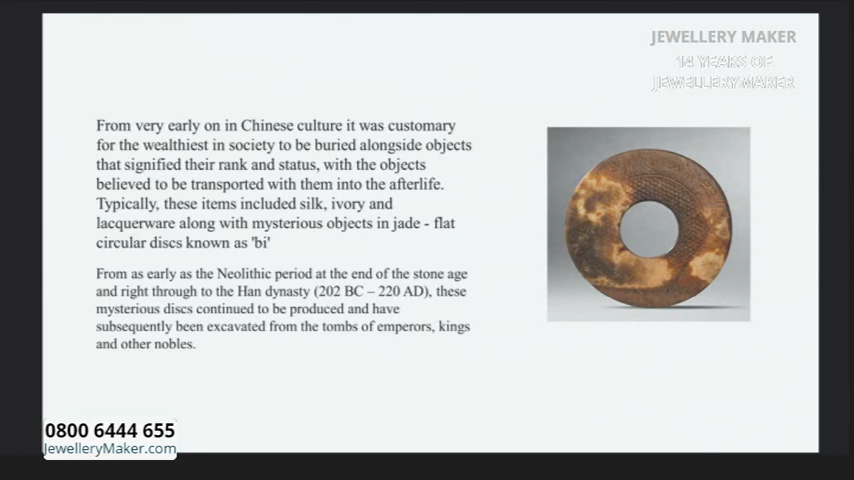 JEWELLERY MAKER
14 YEARS OF
JEWELLERYMAKER
From very early on in Chinese culture it was customary
for the wealthiest in society to be buried alongside objects
that signified their rank and status, with the objects
believed to be transported with them into the afterlife.
Typically, these items included silk, ivory and
lacquerware along with mysterious objects in jade - flat
circular discs known as 'bi'
From as early as the Neolithic period at the end of the stone age
and right through to the Han dynasty (202 BC – 220 AD), these
mysterious discs continued to be produced and have
subsequently been excavated from the tombs of emperors, kings
and other nobles.
0800 6444 655
JewelleryMaker.com